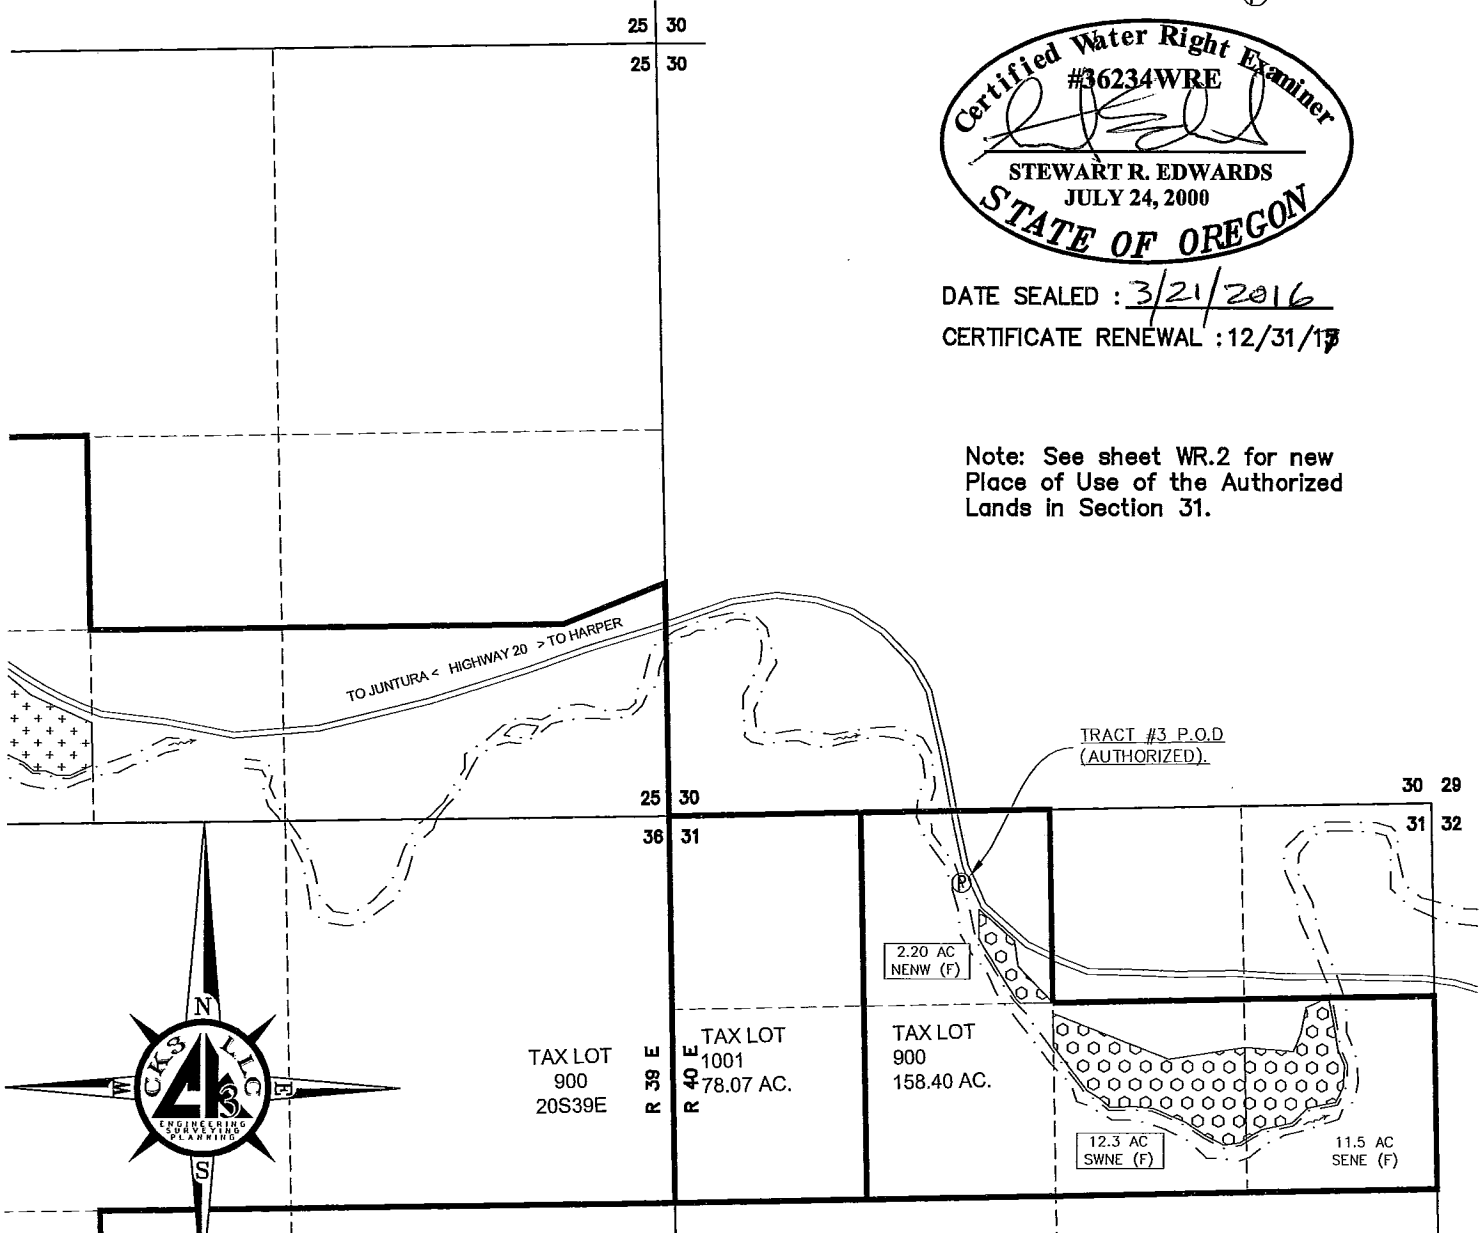 25 30
25 30
Certified Water Right Examiner
#36234WRE
STEWART R. EDWARDS
JULY 24, 2000
STATE OF OREGON
DATE SEALED : 3/21/2016
CERTIFICATE RENEWAL : 12/31/17
Note: See sheet WR.2 for new
Place of Use of the Authorized
Lands in Section 31.
TO JUNTURA < HIGHWAY 20 > TO HARPER
TRACT #3 P.O.D
(AUTHORIZED).
25 30
36 31
30 29
31 32
R
2.20 AC
NENW (F)
TAX LOT
900
20S39E
R 39 E
R 40 E
TAX LOT
1001
78.07 AC.
TAX LOT
900
158.40 AC.
12.3 AC
SWNE (F)
11.5 AC
SENE (F)
N
W
E
S
CK3 LLC
3
ENGINEERING
SURVEYING
PLANNING